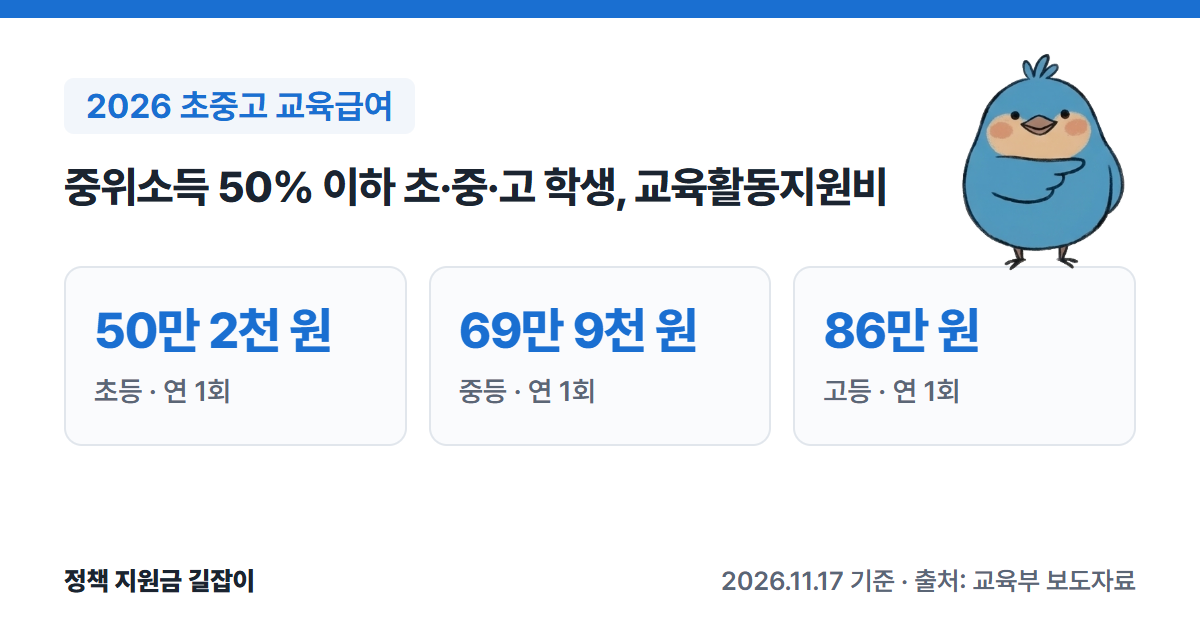 2026 초중고 교육급여
중위소득 50% 이하 초·중·고 학생, 교육활동지원비
50만 2천 원
초등 · 연 1회
69만 9천 원
중등 · 연 1회
86만 원
고등 · 연 1회
정책 지원금 길잡이
2026.11.17 기준 · 출처: 교육부 보도자료